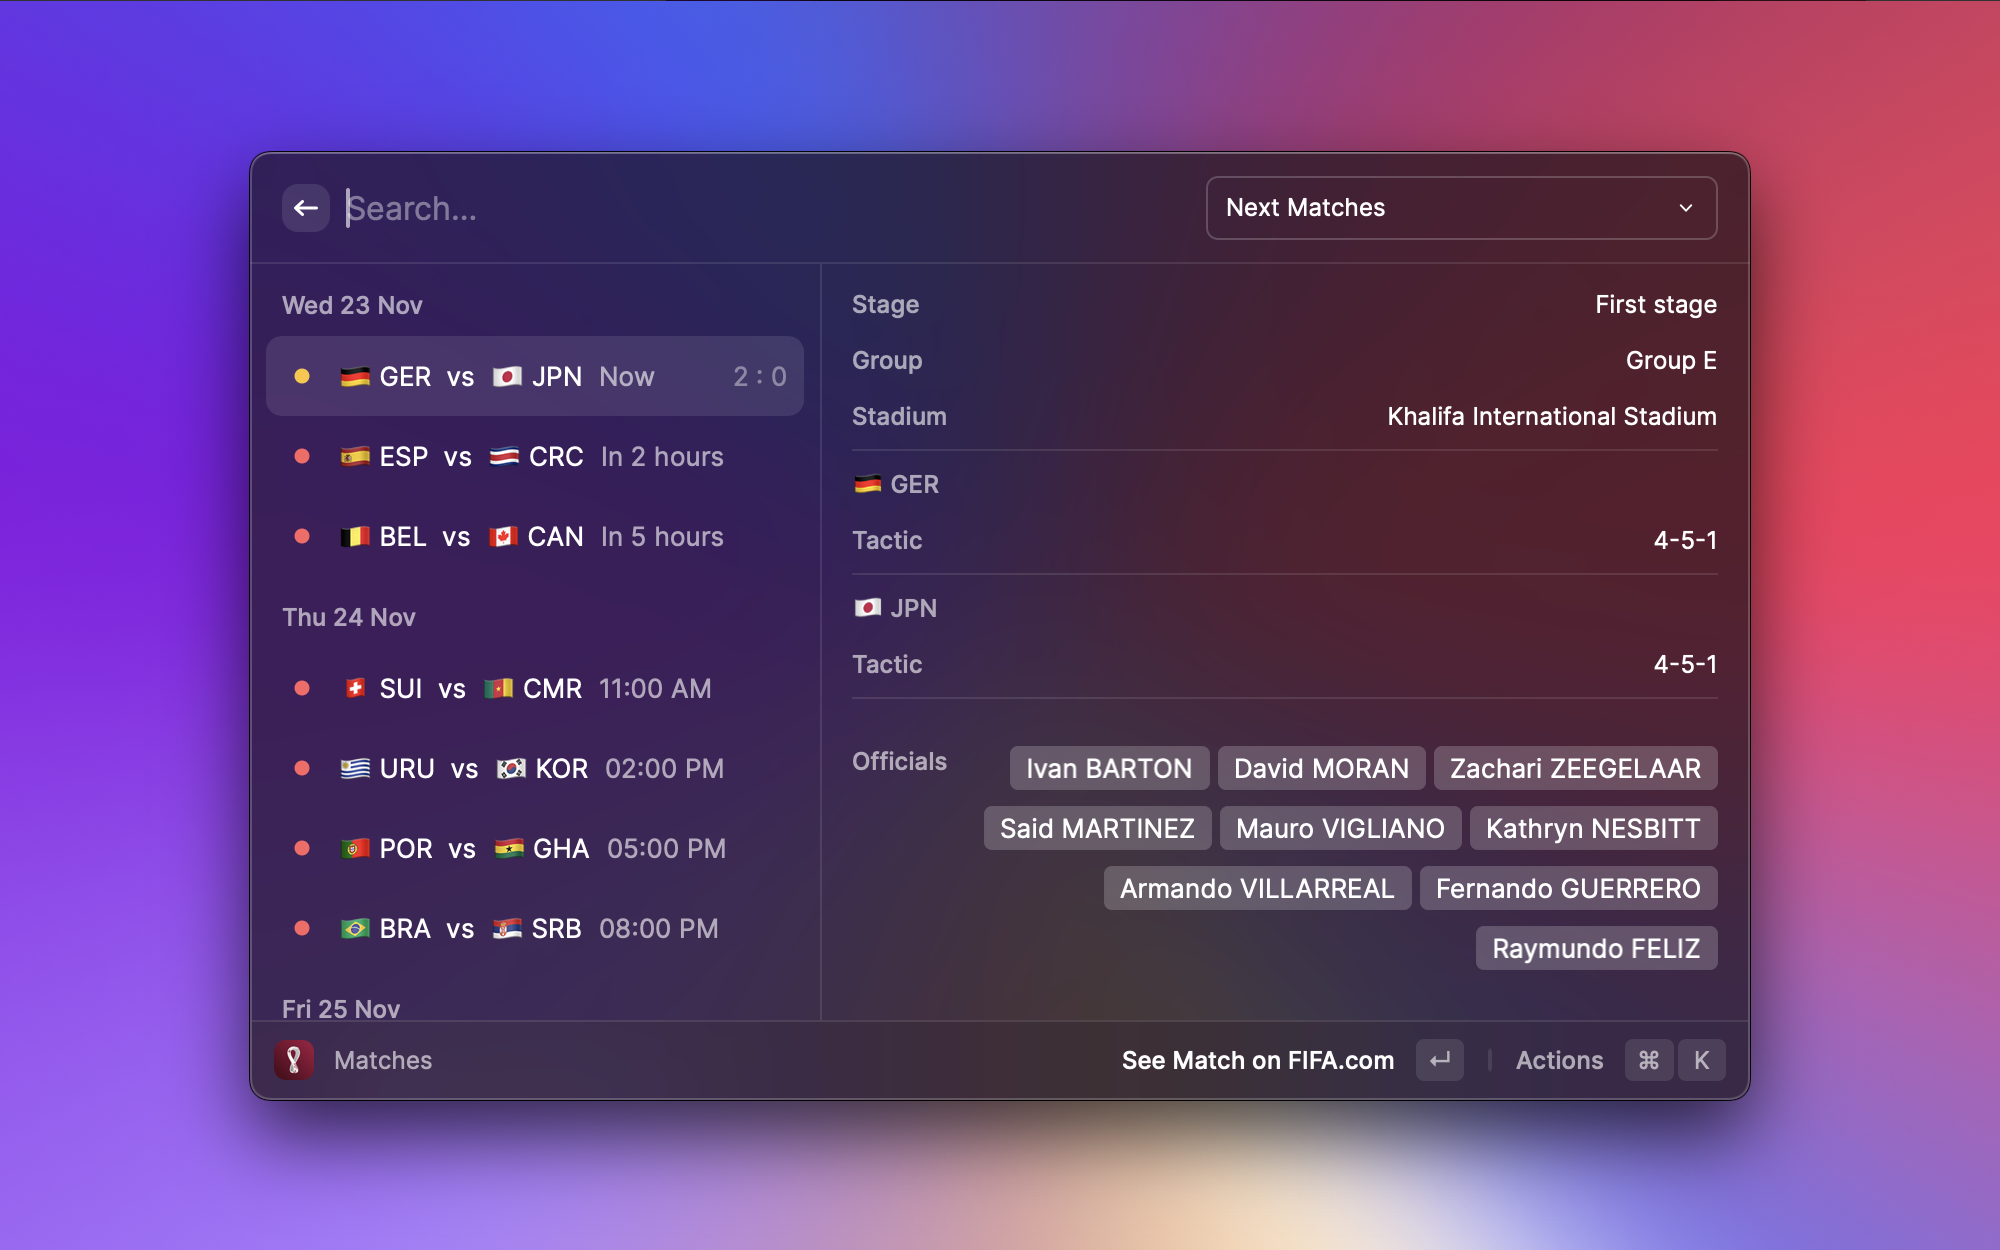 Search...
Next Matches
Wed 23 Nov
GER vs JPN Now 2 : 0
ESP vs CRC In 2 hours
BEL vs CAN In 5 hours
Thu 24 Nov
SUI vs CMR 11:00 AM
URU vs KOR 02:00 PM
POR vs GHA 05:00 PM
BRA vs SRB 08:00 PM
Fri 25 Nov
Stage First stage
Group Group E
Stadium Khalifa International Stadium
GER
Tactic 4-5-1
JPN
Tactic 4-5-1
Officials Ivan BARTON David MORAN Zachari ZEEGELAAR
Said MARTINEZ Mauro VIGLIANO Kathryn NESBITT
Armando VILLARREAL Fernando GUERRERO
Raymundo FELIZ
Matches See Match on FIFA.com ↵ Actions ⌘ K